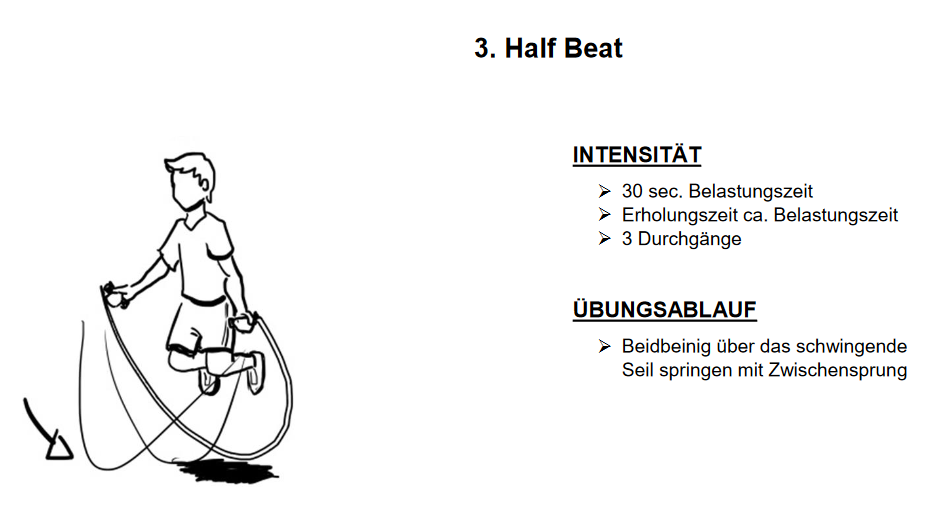 3. Half Beat
INTENSITÄT
➢ 30 sec. Belastungszeit
➢ Erholungszeit ca. Belastungszeit
➢ 3 Durchgänge
ÜBUNGSABLAUF
➢ Beidbeinig über das schwingende
Seil springen mit Zwischensprung